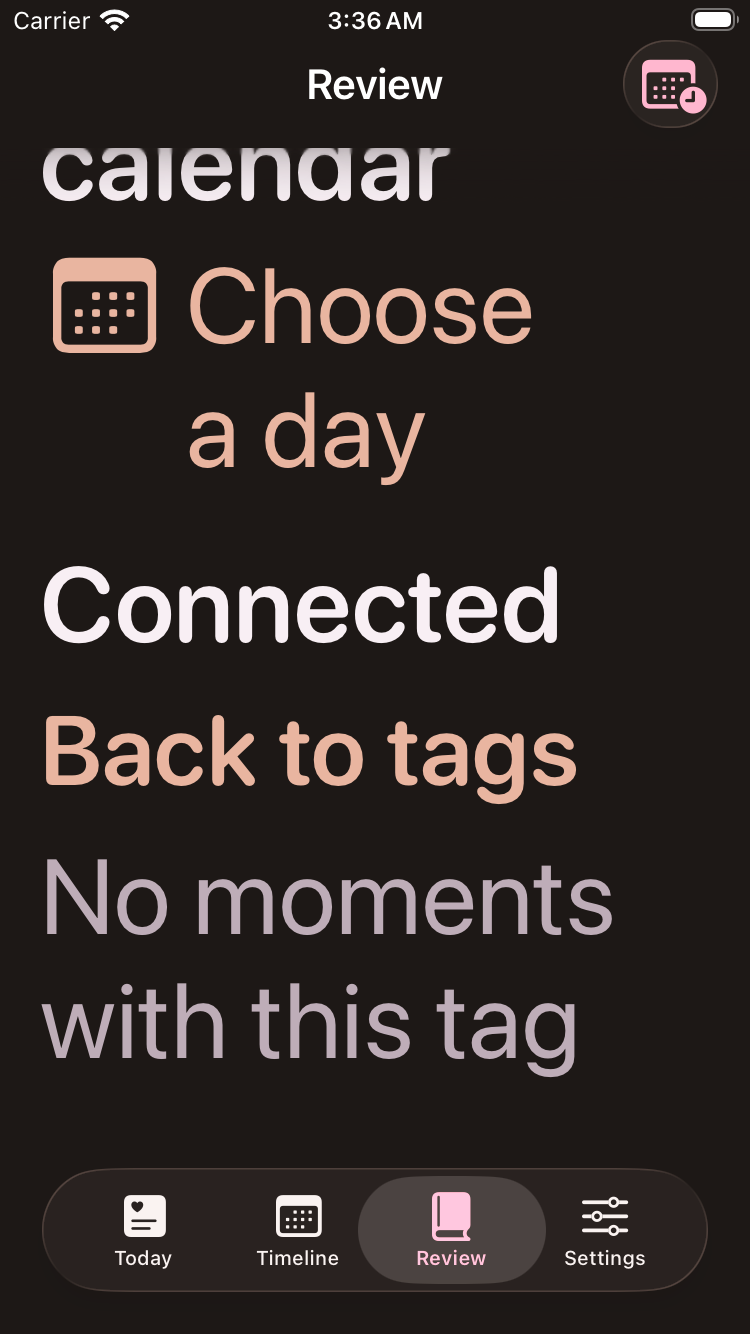 Carrier
3:36 AM
Review
calendar
Choose
a day
Connected
Back to tags
No moments
with this tag
Today
Timeline
Review
Settings